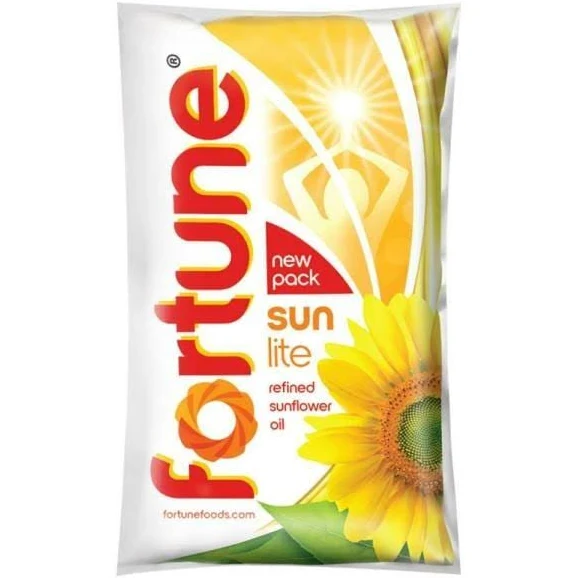 fortune®
new
pack
sun
lite
refined
sunflower
oil
fortunefoods.com